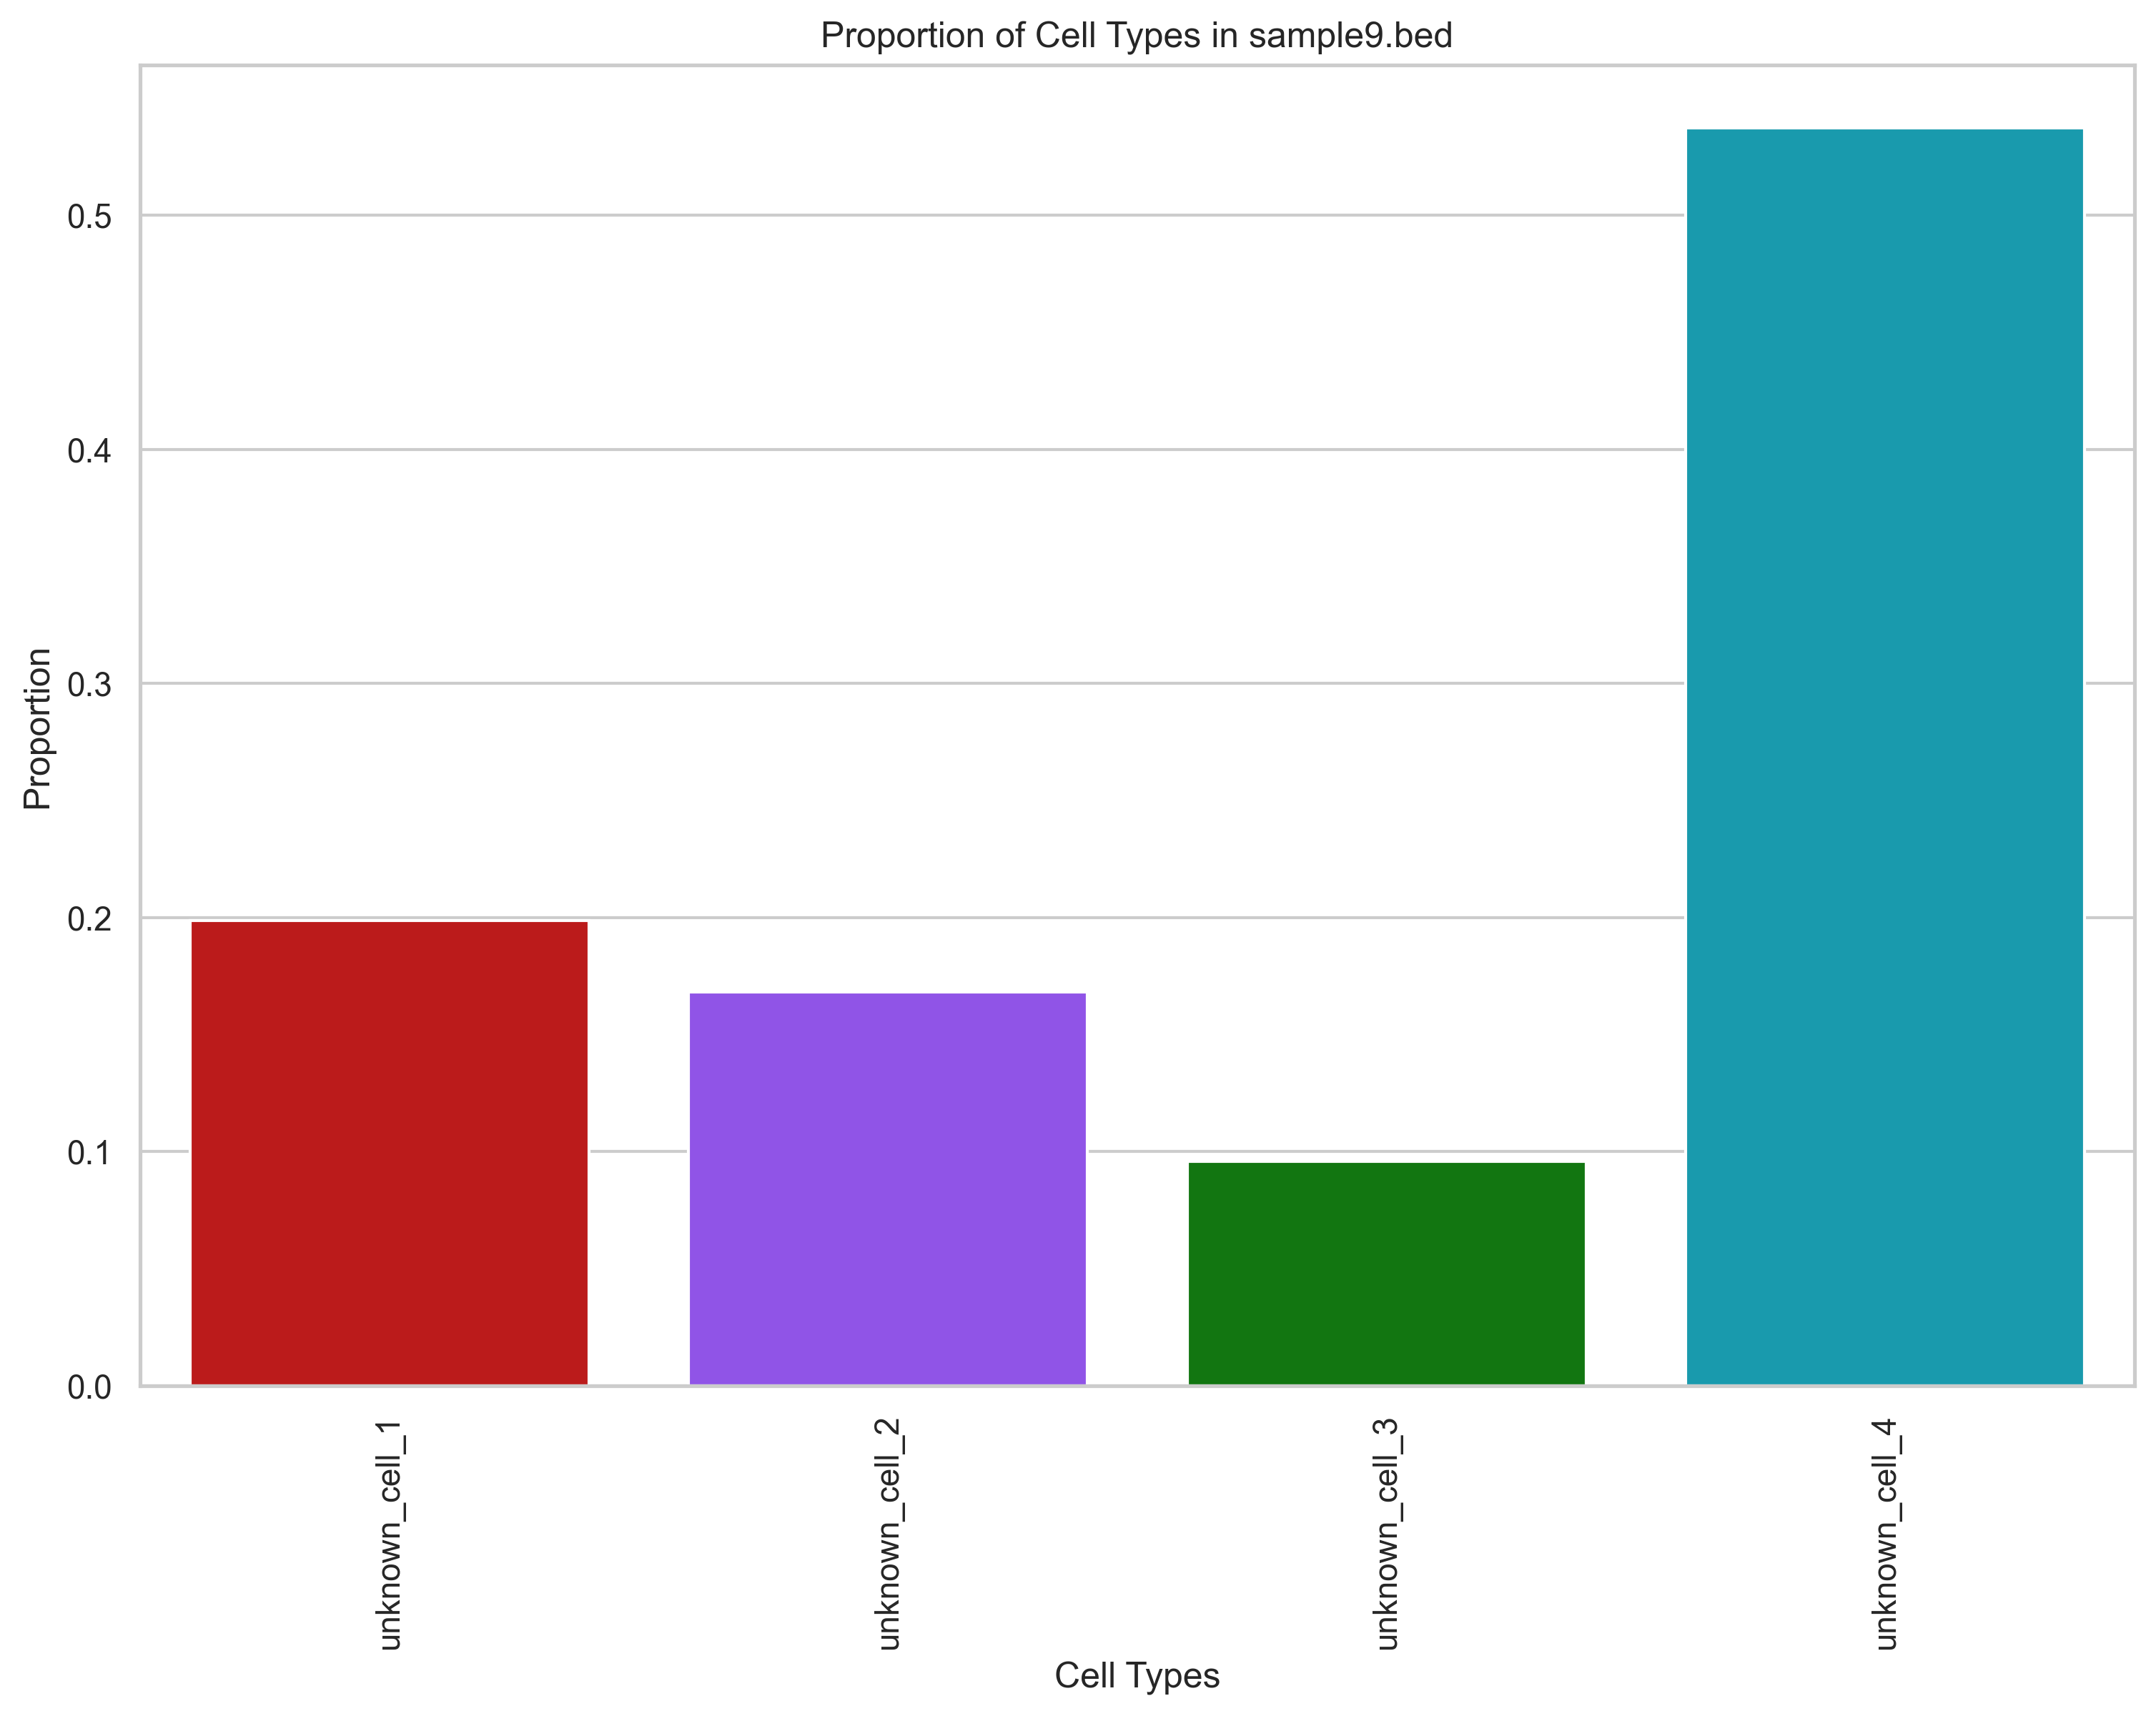 Proportion of Cell Types in sample9.bed
Proportion
0.5
0.4
0.3
0.2
0.1
0.0
unknown_cell_1
unknown_cell_2
unknown_cell_3
unknown_cell_4
Cell Types